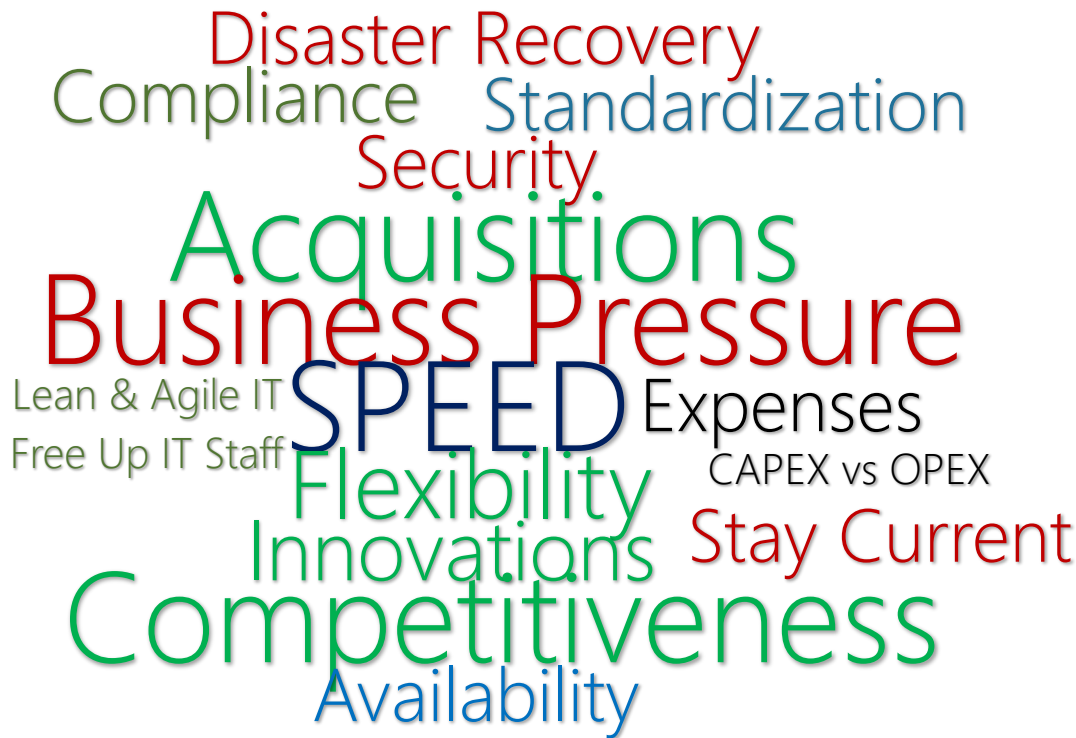 Disaster Recovery
Compliance
Standardization
Security
Acquisitions
Business Pressure
Lean & Agile IT
SPEED
Expenses
Free Up IT Staff
CAPEX vs OPEX
Flexibility
Stay Current
Innovations
Competitiveness
Availability